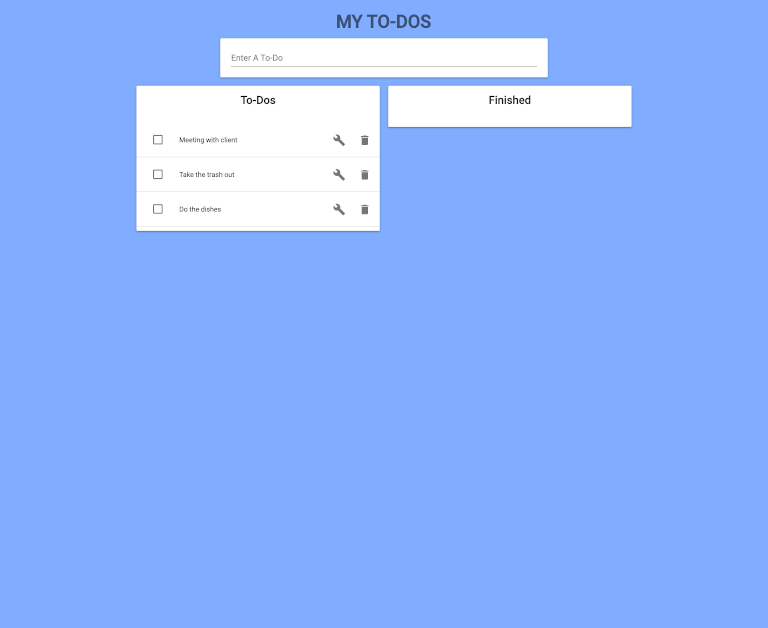 MY TO-DOS
Enter A To-Do
To-Dos
Meeting with client
Take the trash out
Do the dishes
Finished